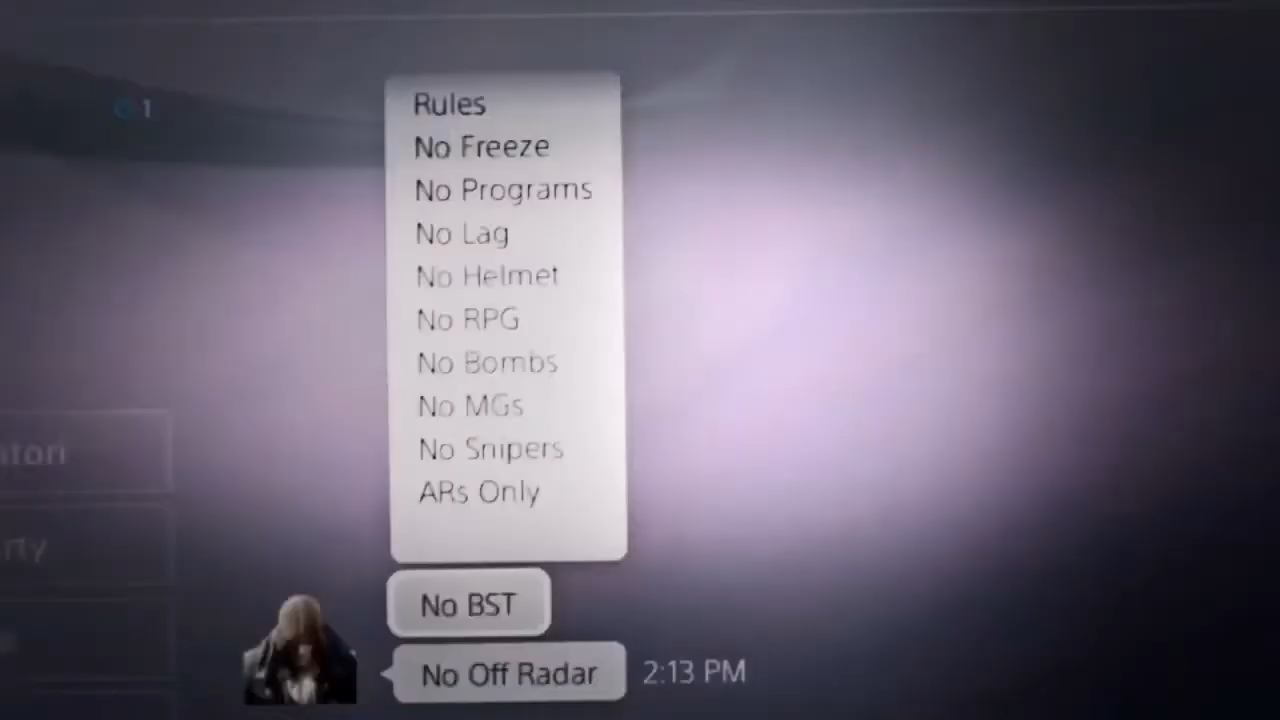 1
Rules
No Freeze
No Programs
No Lag
No Helmet
No RPG
No Bombs
No MGs
No Snipers
ARs Only
No BST
No Off Radar
2:13 PM